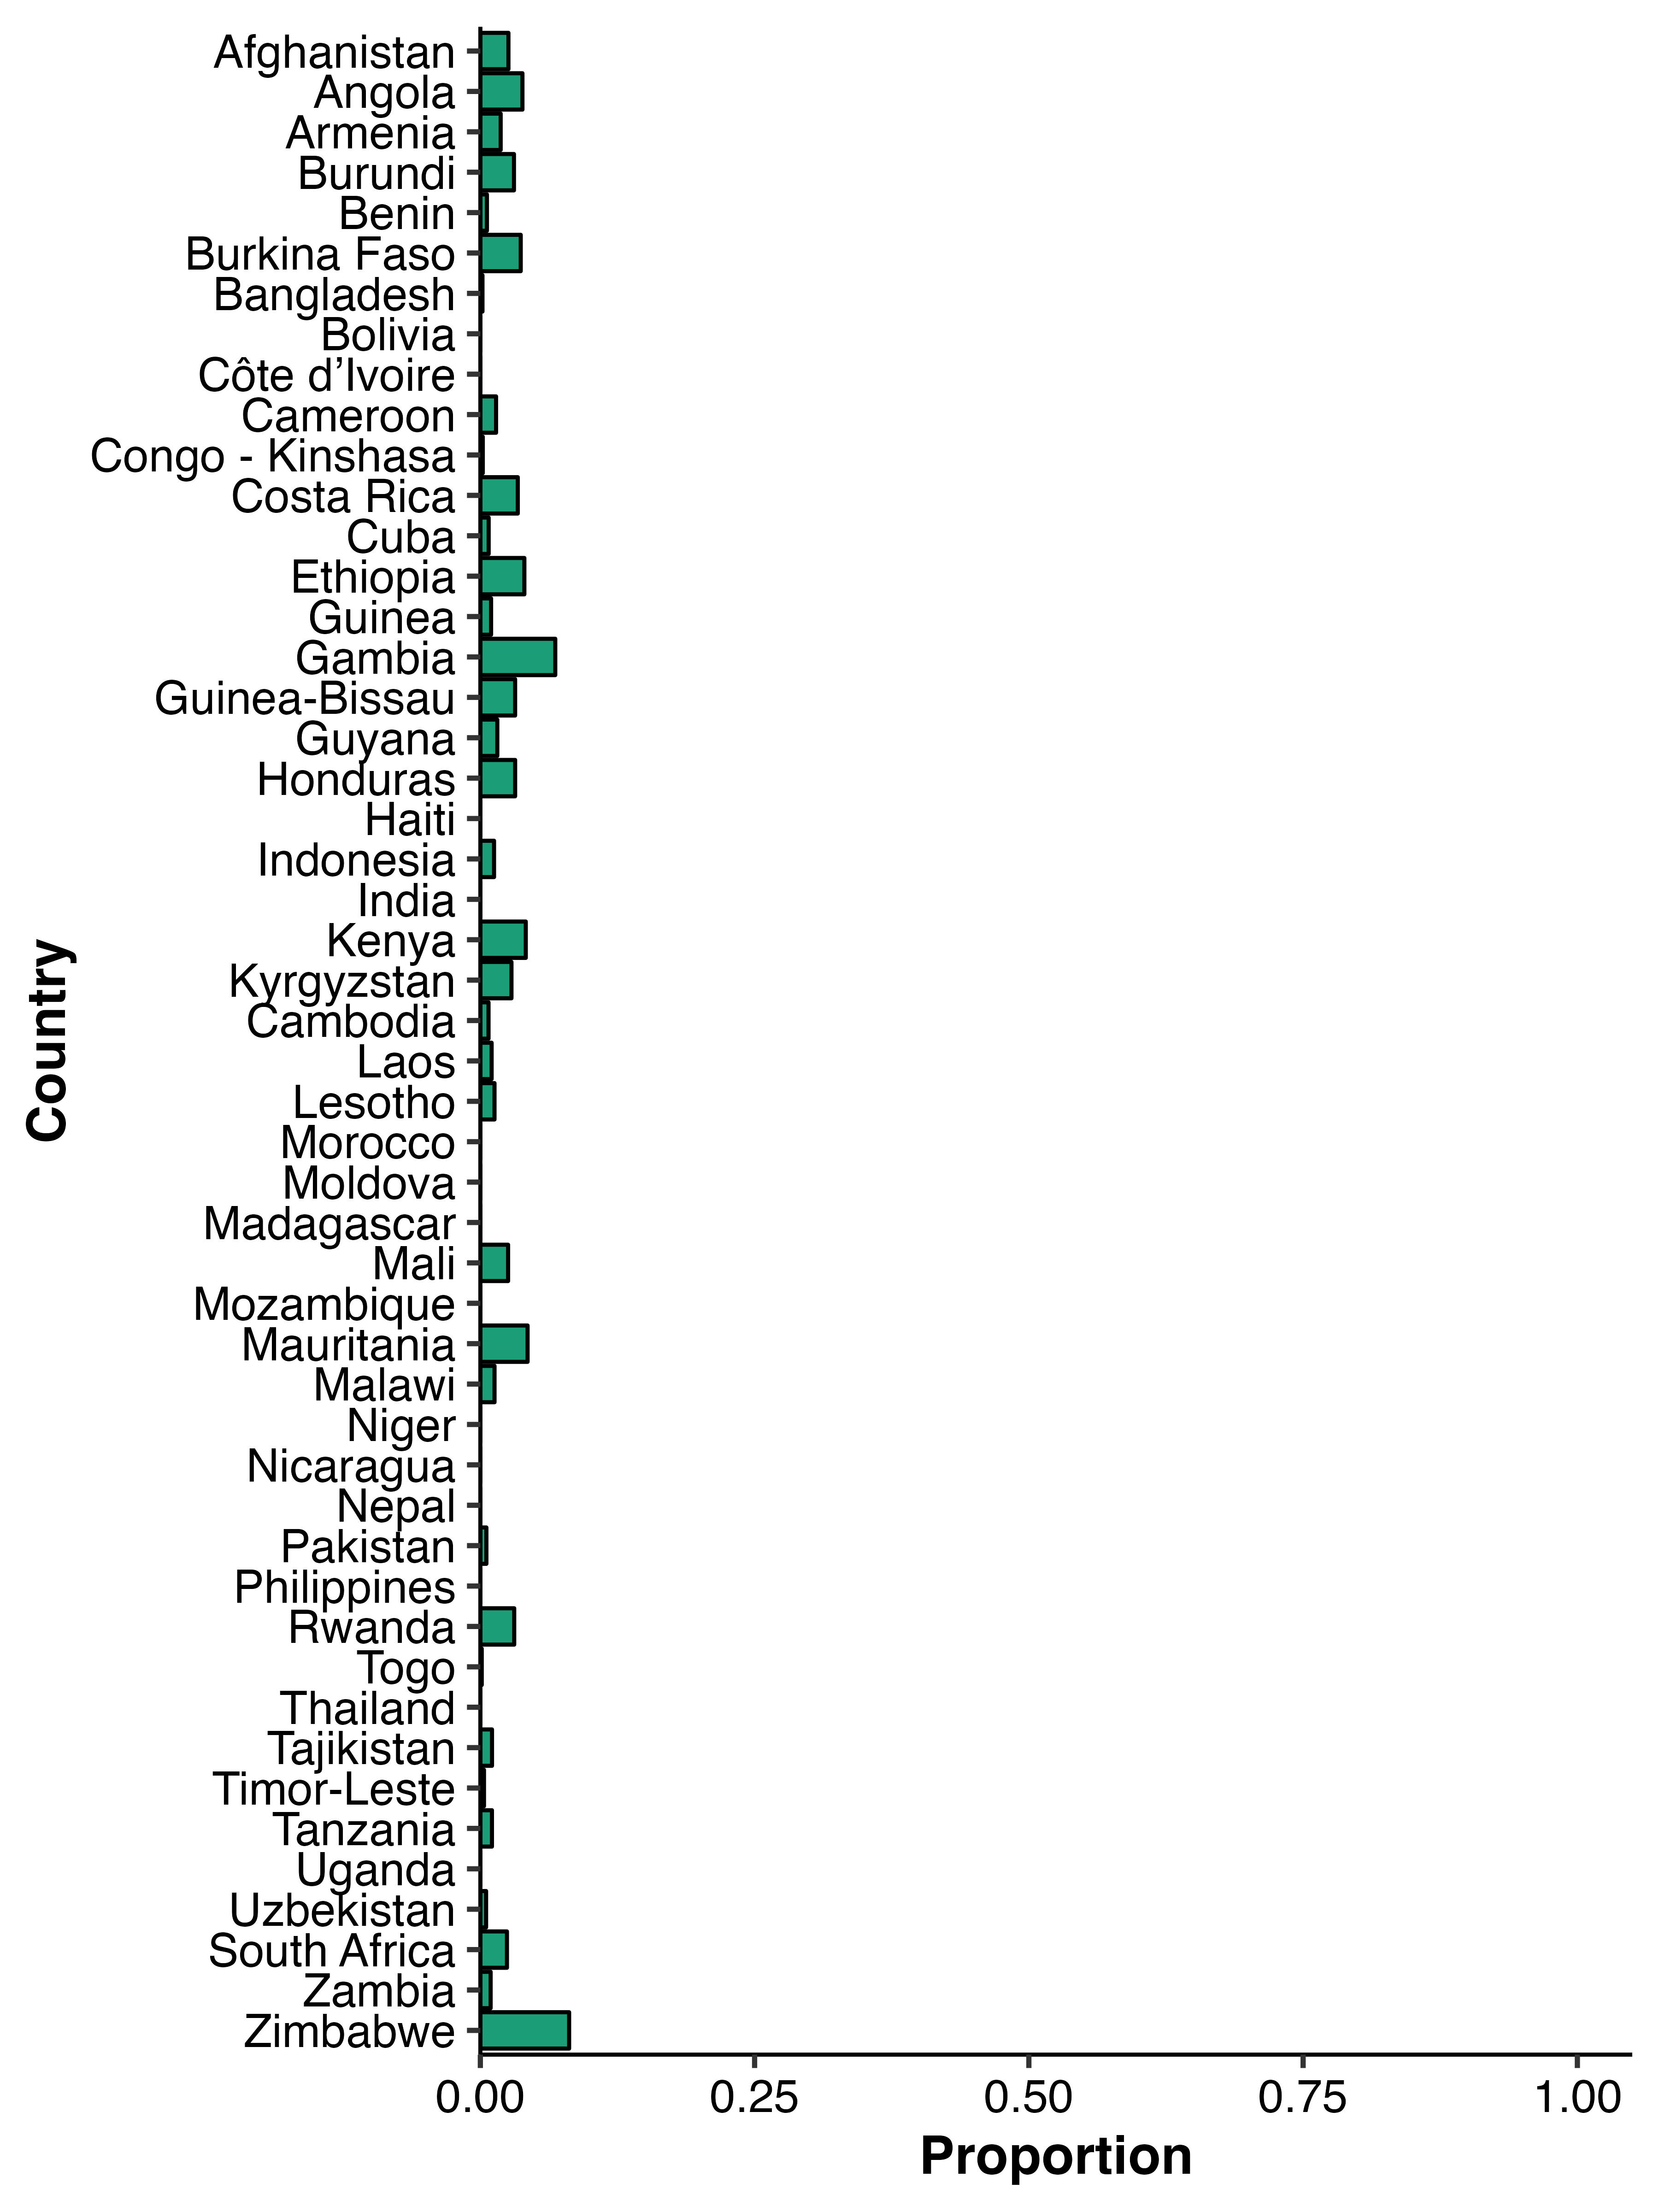 Afghanistan
Angola
Armenia
Burundi
Benin
Burkina Faso
Bangladesh
Bolivia
Côte d’Ivoire
Cameroon
Congo - Kinshasa
Costa Rica
Cuba
Ethiopia
Guinea
Gambia
Guinea-Bissau
Guyana
Honduras
Haiti
Indonesia
India
Kenya
Kyrgyzstan
Cambodia
Laos
Lesotho
Morocco
Moldova
Madagascar
Mali
Mozambique
Mauritania
Malawi
Niger
Nicaragua
Nepal
Pakistan
Philippines
Rwanda
Togo
Thailand
Tajikistan
Timor-Leste
Tanzania
Uganda
Uzbekistan
South Africa
Zambia
Zimbabwe
Country
0.00 0.25 0.50 0.75 1.00
Proportion